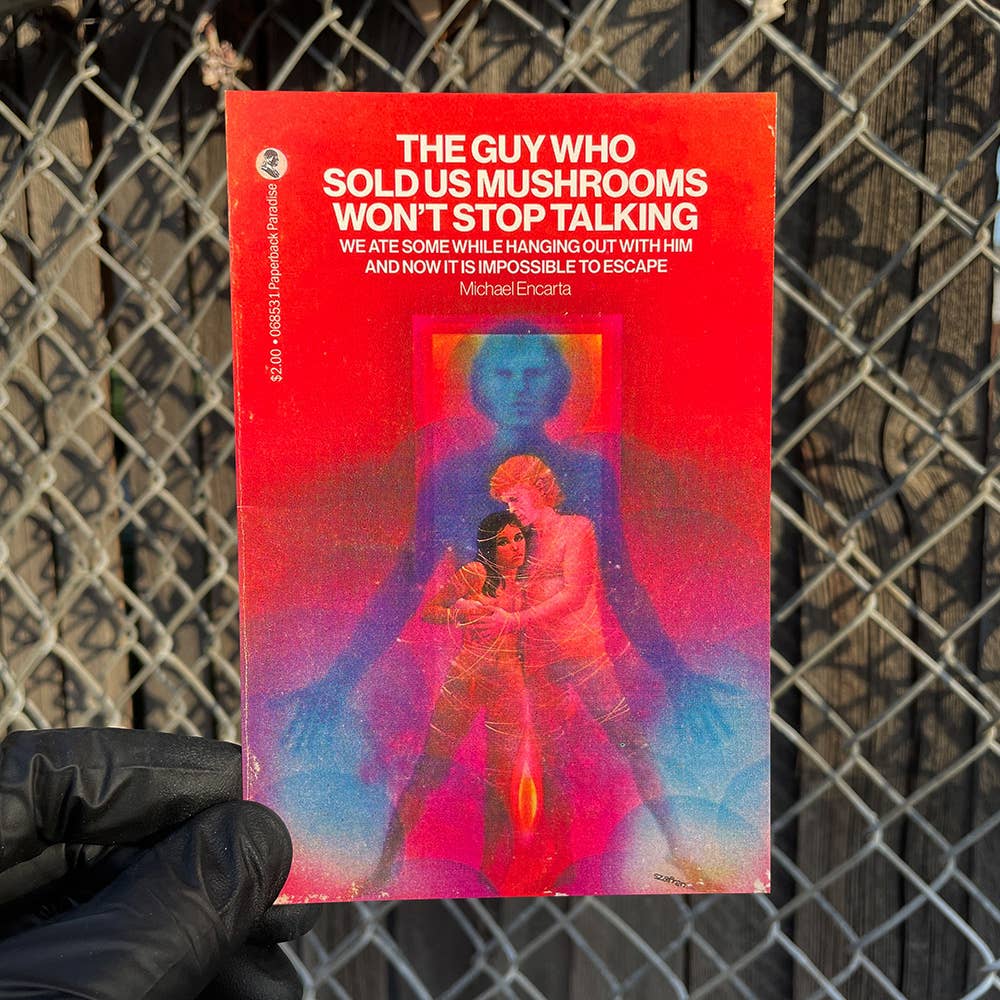 THE GUY WHO
SOLD US MUSHROOMS
WON'T STOP TALKING
WE ATE SOME WHILE HANGING OUT WITH HIM
AND NOW IT IS IMPOSSIBLE TO ESCAPE
Michael Encarta
$2.00 • 068531 Paperback Paradise
szafran